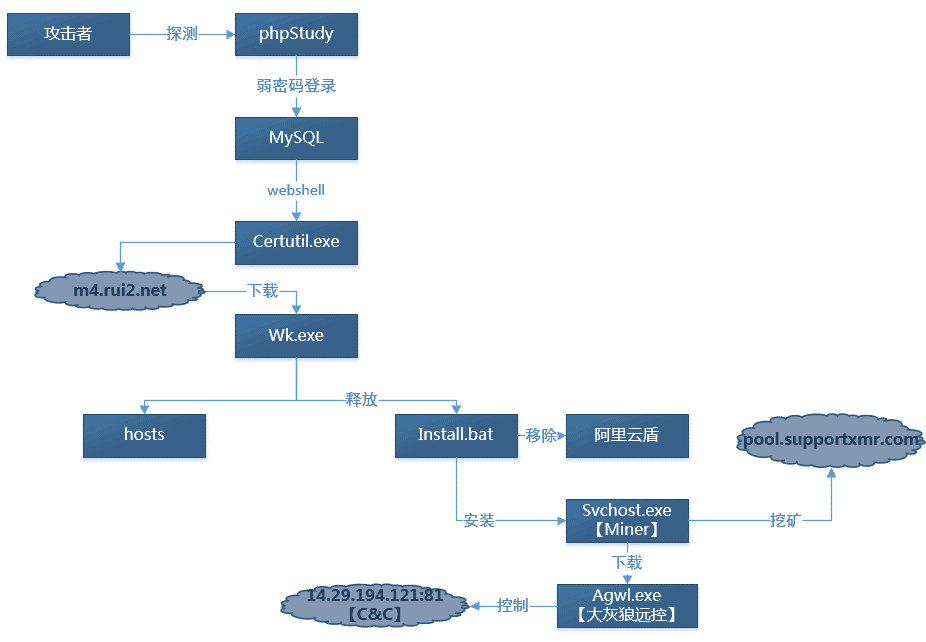 攻击者
探测
phpStudy
弱密码登录
MySQL
webshell
Certutil.exe
m4.rui2.net
下载
Wk.exe
释放
hosts
Install.bat
移除
阿里云盾
pool.supportxmr.com
安装
Svchost.exe
【Miner】
挖矿
下载
14.29.194.121:81
【C&C】
控制
Agwl.exe
【大灰狼远控】